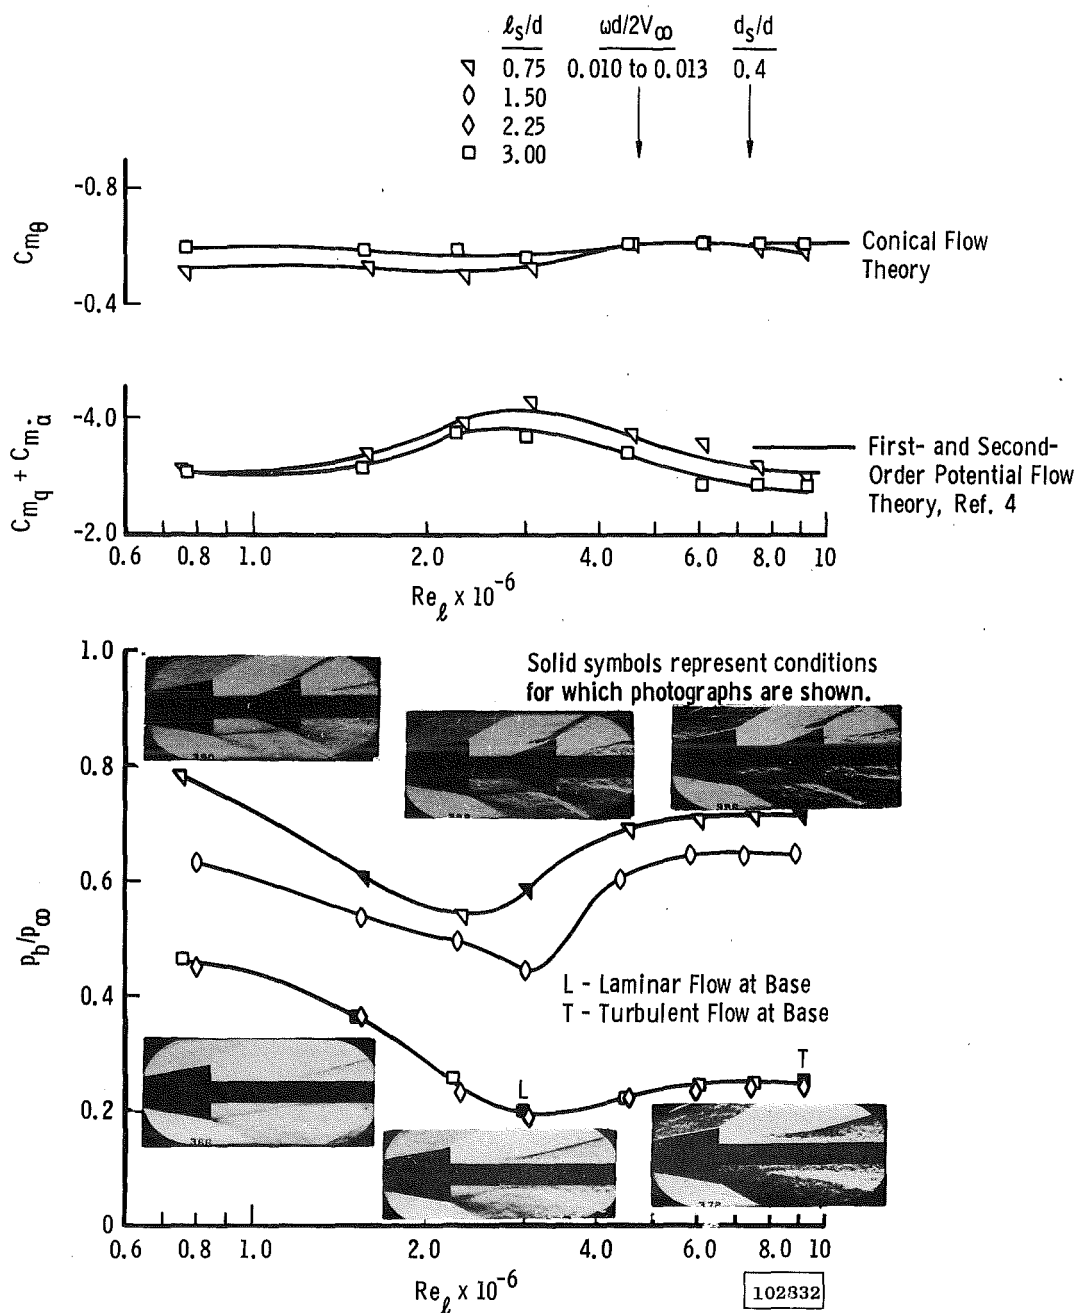 ℓs/d ωd/2V∞ ds/d
0.75 0.010 to 0.013 0.4
1.50
2.25
3.00
-0.8
Cmθ
-0.4
Conical Flow
Theory
-4.0
Cmq + Cmα̇
-2.0
First- and Second-
Order Potential Flow
Theory, Ref. 4
0.6 0.8 1.0 2.0 4.0 6.0 8.0 10
Reℓ x 10-6
1.0
Solid symbols represent conditions
for which photographs are shown.
0.8
0.6
pb/p∞
L - Laminar Flow at Base
T - Turbulent Flow at Base
0.4
T
L
0.2
366
372
0
0.6 0.8 1.0 2.0 4.0 6.0 8.0 10
Reℓ x 10-6
102832